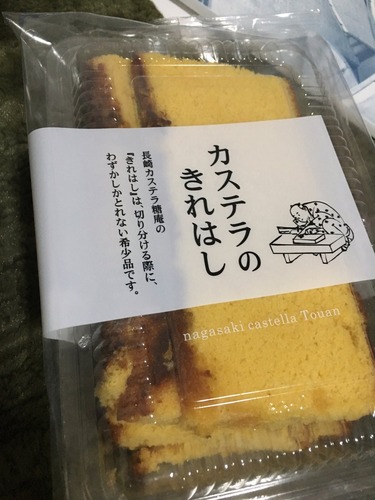 カステラの
きれはし
長崎カステラ糖庵の
『きれはし』は、切り分ける際に、
わずかしかとれない希少品です。
nagasaki castella Touan